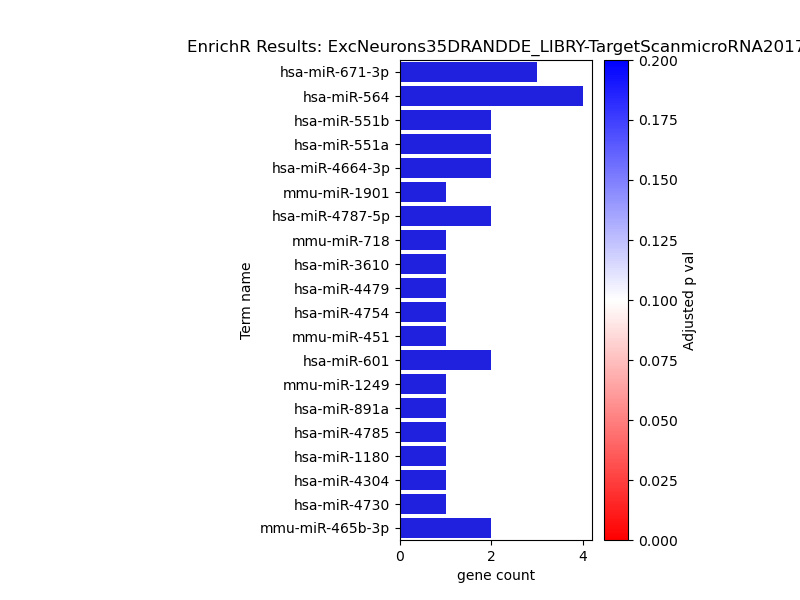 EnrichR Results: ExcNeurons35DRANDDE_LIBRY-TargetScanmicroRNA2017
hsa-miR-671-3p
hsa-miR-564
hsa-miR-551b
hsa-miR-551a
hsa-miR-4664-3p
mmu-miR-1901
hsa-miR-4787-5p
mmu-miR-718
hsa-miR-3610
hsa-miR-4479
hsa-miR-4754
mmu-miR-451
hsa-miR-601
mmu-miR-1249
hsa-miR-891a
hsa-miR-4785
hsa-miR-1180
hsa-miR-4304
hsa-miR-4730
mmu-miR-465b-3p
Term name
0 2 4
gene count
0.200
0.175
0.150
0.125
0.100
0.075
0.050
0.025
0.000
Adjusted p val